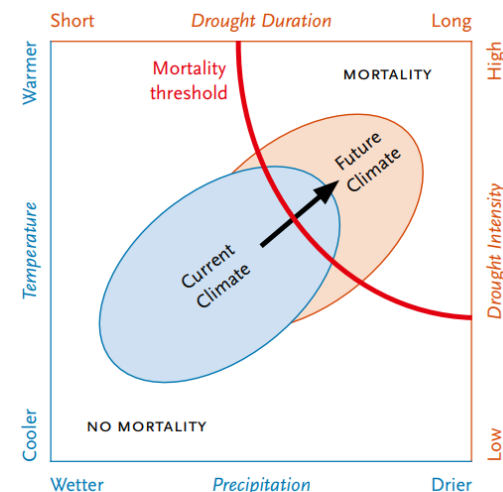 Short Drought Duration Long
Warmer
High
Mortality
threshold
MORTALITY
Future
Climate
Temperature
Drought Intensity
Current
Climate
NO MORTALITY
Cooler
Low
Wetter Precipitation Drier